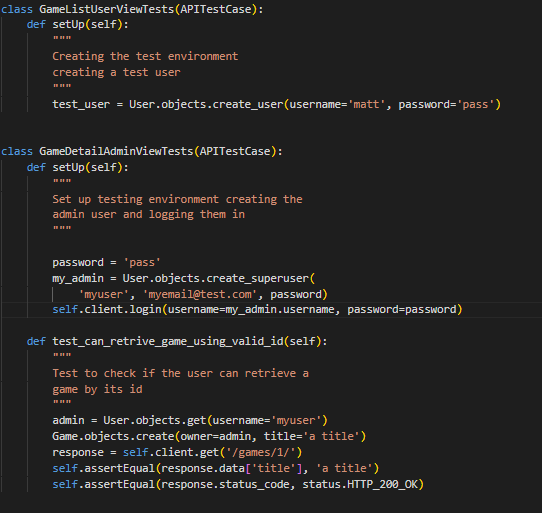 class GameListUserViewTests(APITestCase):
    def setUp(self):
        """
        Creating the test environment
        creating a test user
        """
        test_user = User.objects.create_user(username='matt', password='pass')
class GameDetailAdminViewTests(APITestCase):
    def setUp(self):
        """
        Set up testing environment creating the
        admin user and logging them in
        """
        password = 'pass'
        my_admin = User.objects.create_superuser(
            'myuser', 'myemail@test.com', password)
        self.client.login(username=my_admin.username, password=password)
    def test_can_retrive_game_using_valid_id(self):
        """
        Test to check if the user can retrieve a
        game by its id
        """
        admin = User.objects.get(username='myuser')
        Game.objects.create(owner=admin, title='a title')
        response = self.client.get('/games/1/')
        self.assertEqual(response.data['title'], 'a title')
        self.assertEqual(response.status_code, status.HTTP_200_OK)